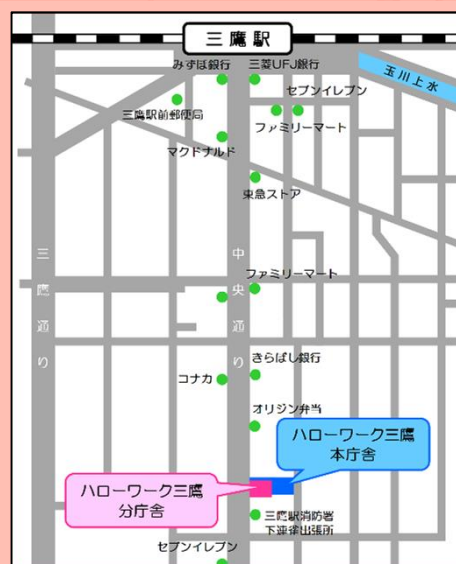 三鷹駅
玉川上水
みずほ銀行
三菱UFJ銀行
セブンイレブン
三鷹駅前郵便局
ファミリーマート
マクドナルド
東急ストア
三鷹通り
中央通り
ファミリーマート
きらぼし銀行
コナカ
オリジン弁当
ハローワーク三鷹
本庁舎
ハローワーク三鷹
分庁舎
三鷹駅消防署
下連雀出張所
セブンイレブン